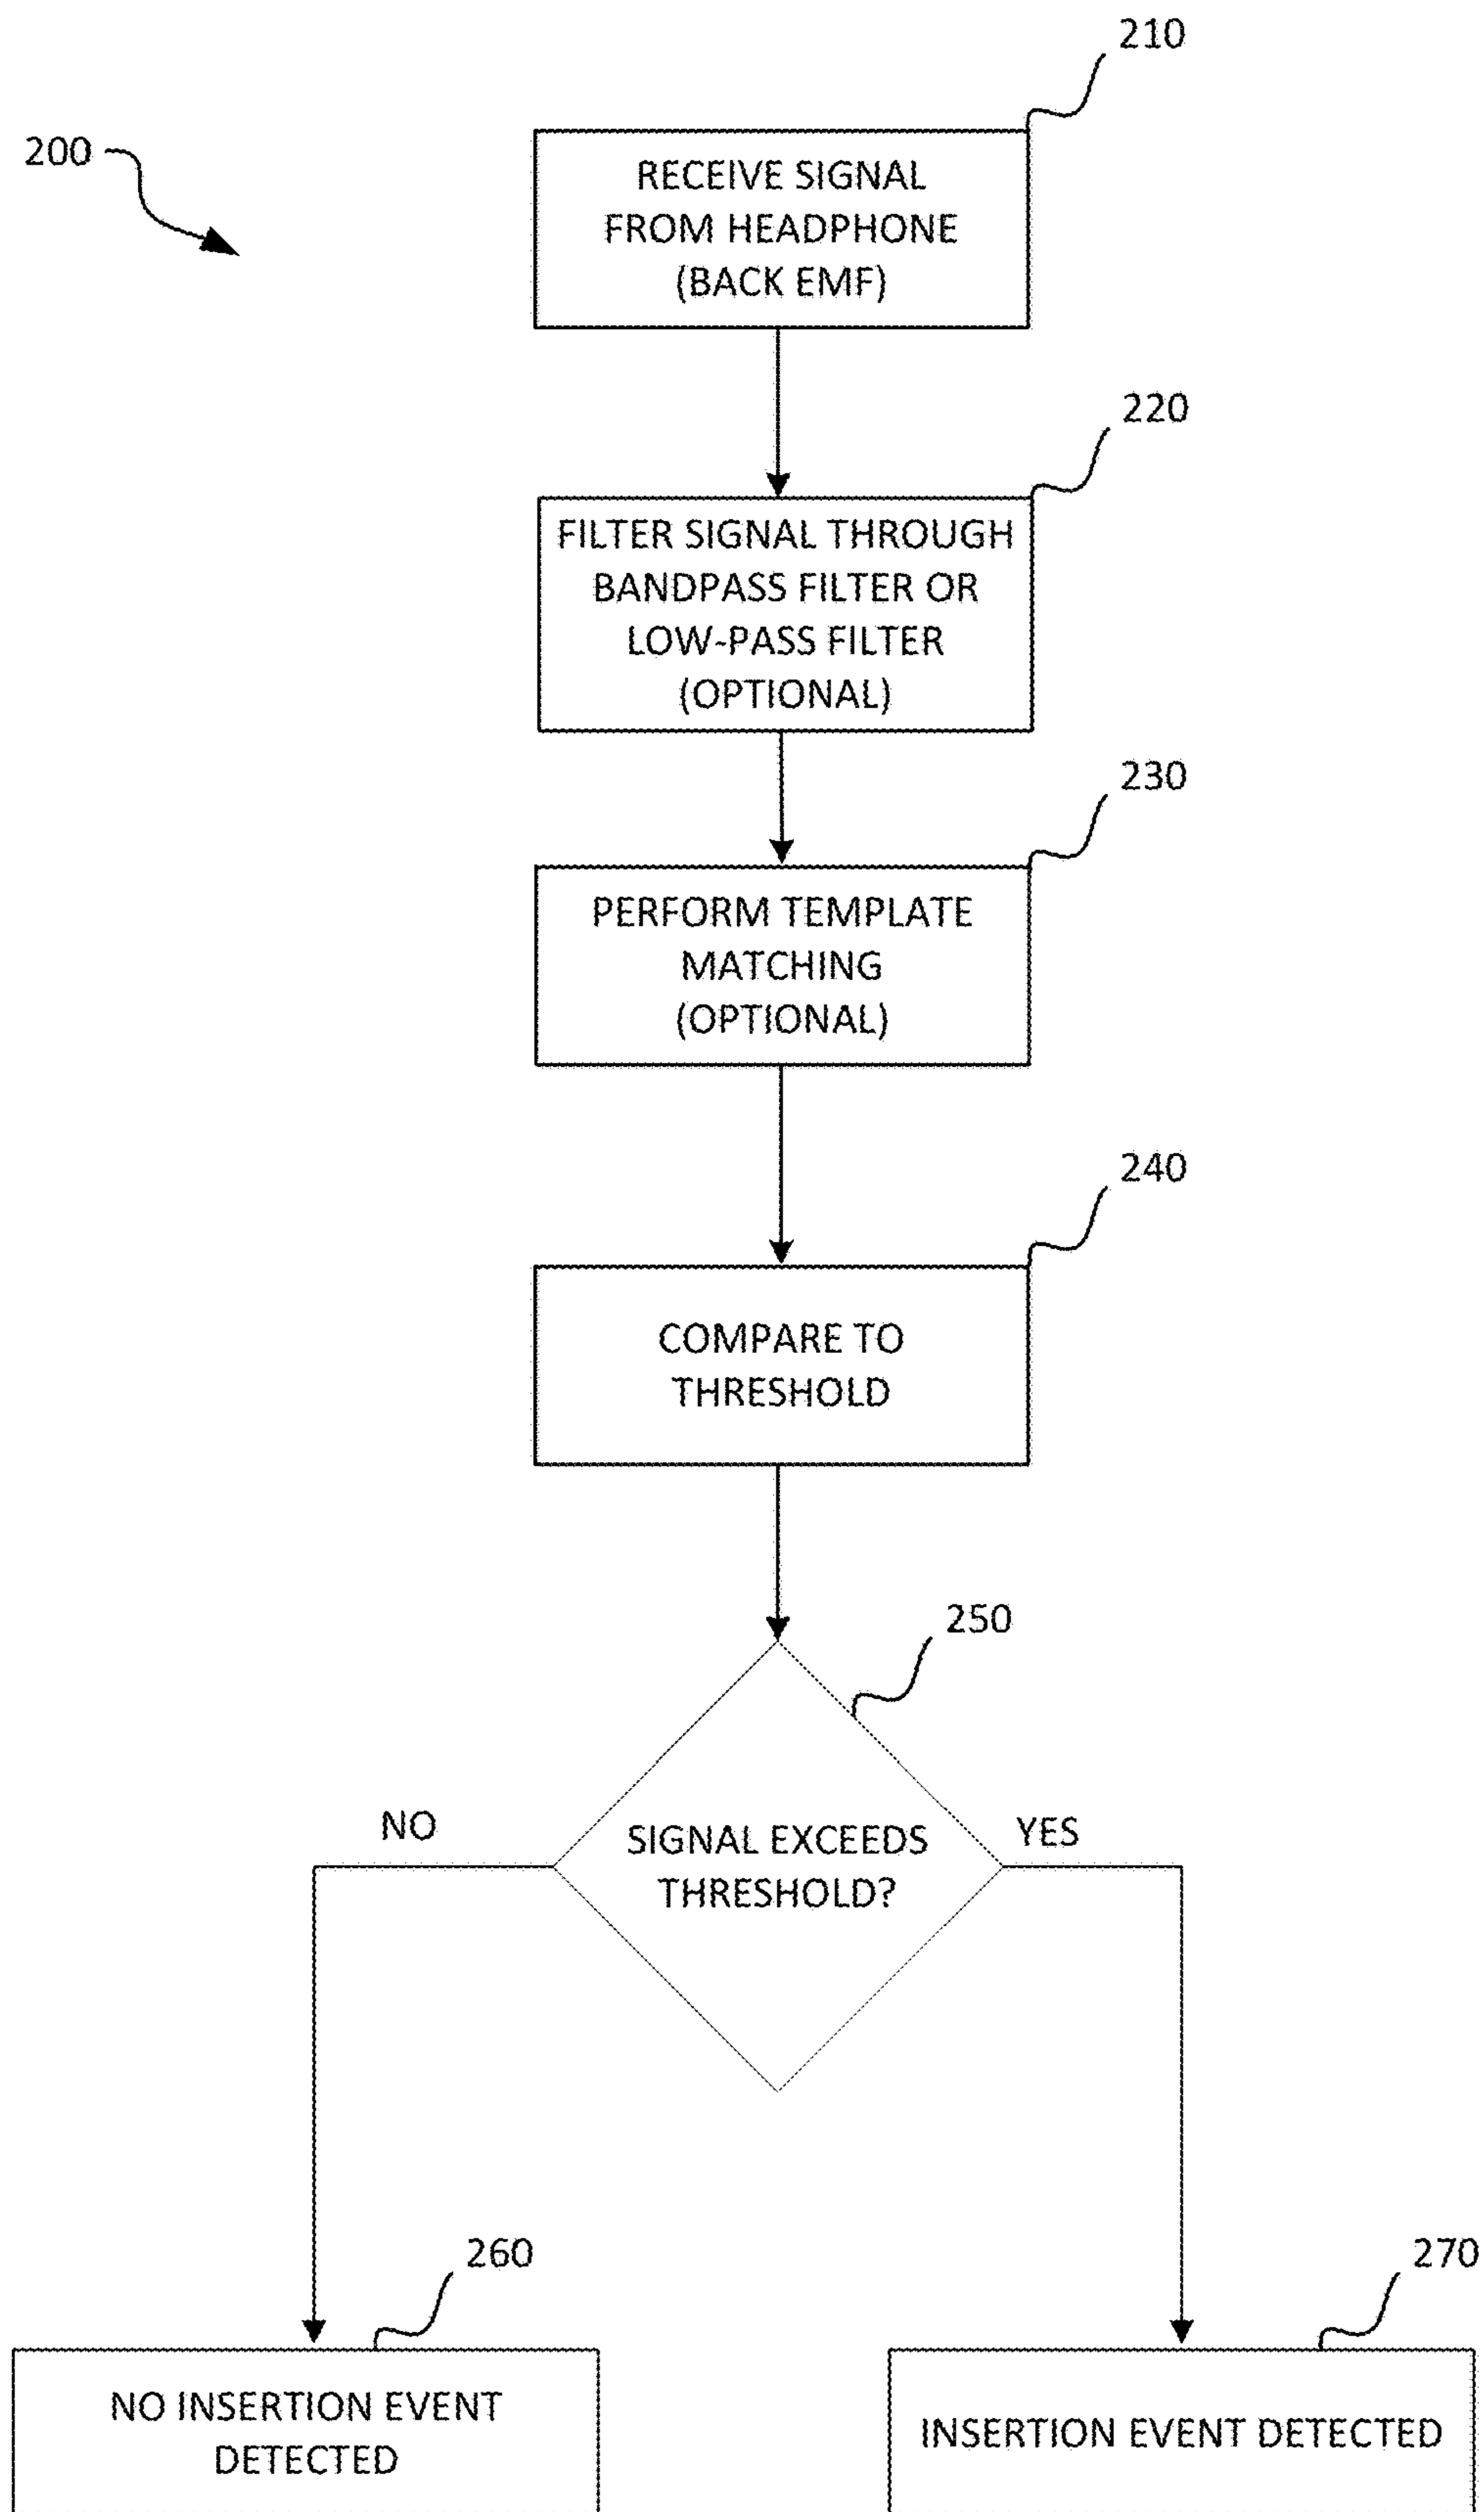 210
200
RECEIVE SIGNAL
FROM HEADPHONE
(BACK EMF)
220
FILTER SIGNAL THROUGH
BANDPASS FILTER OR
LOW-PASS FILTER
(OPTIONAL)
230
PERFORM TEMPLATE
MATCHING
(OPTIONAL)
240
COMPARE TO
THRESHOLD
250
NO
YES
SIGNAL EXCEEDS
THRESHOLD?
260
270
NO INSERTION EVENT
DETECTED
INSERTION EVENT DETECTED